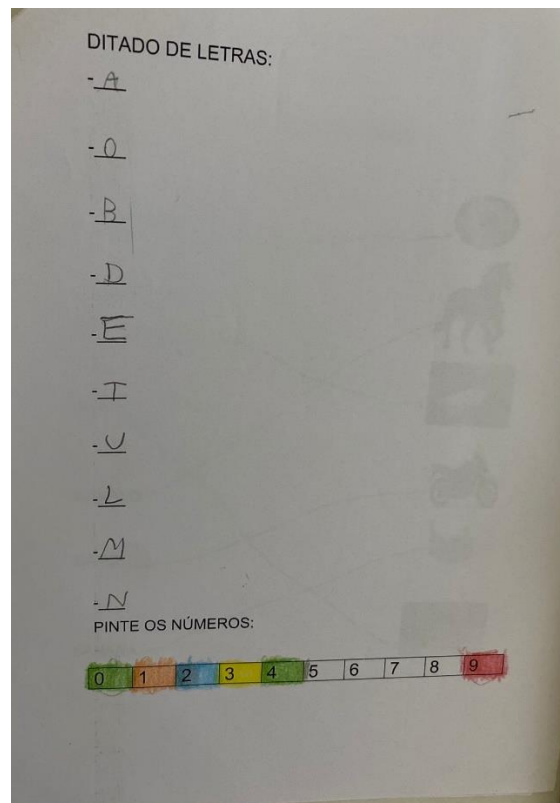 DITADO DE LETRAS:
- A
- O
- B
- D
- E
- I
- U
- L
- M
- N
PINTE OS NÚMEROS:
0 1 2 3 4 5 6 7 8 9